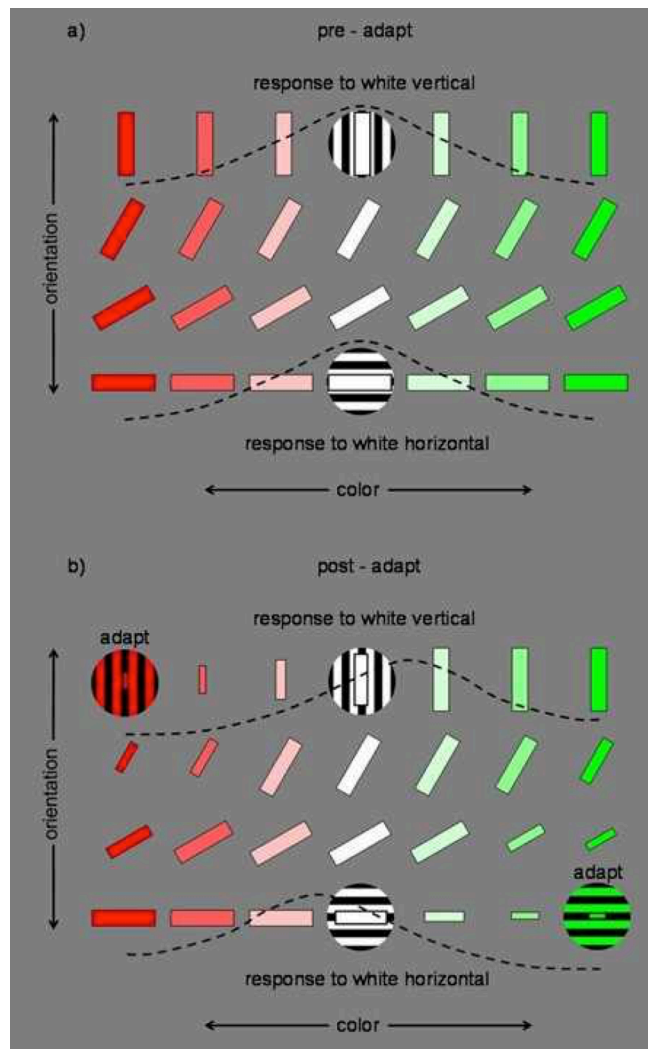 a)
pre - adapt
response to white vertical
orientation
response to white horizontal
color
b)
post - adapt
adapt
response to white vertical
orientation
adapt
response to white horizontal
color